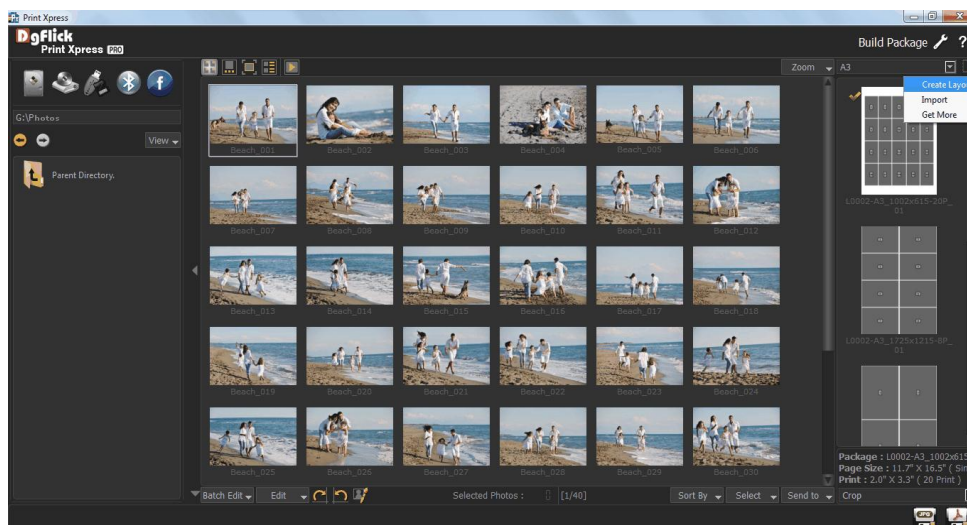 Print Xpress
DgFlick
Print Xpress PRO
Build Package
?
Zoom
A3
Create Layo
Import
Get More
G:\Photos
View
Parent Directory.
Beach_001
Beach_002
Beach_003
Beach_004
Beach_005
Beach_006
Beach_007
Beach_008
Beach_009
Beach_010
Beach_011
Beach_012
Beach_013
Beach_014
Beach_015
Beach_016
Beach_017
Beach_018
Beach_019
Beach_020
Beach_021
Beach_022
Beach_023
Beach_024
Beach_025
Beach_026
Beach_027
Beach_028
Beach_029
Beach_030
L0002-A3_1002x615-20P_
01
L0002-A3_1725x1215-8P_
01
Package : L0002-A3_1002x615
Page Size : 11.7" X 16.5" ( Sin
Print : 2.0" X 3.3" ( 20 Print )
Batch Edit
Edit
Selected Photos :
[1/40]
Sort By
Select
Send to
Crop
JPG